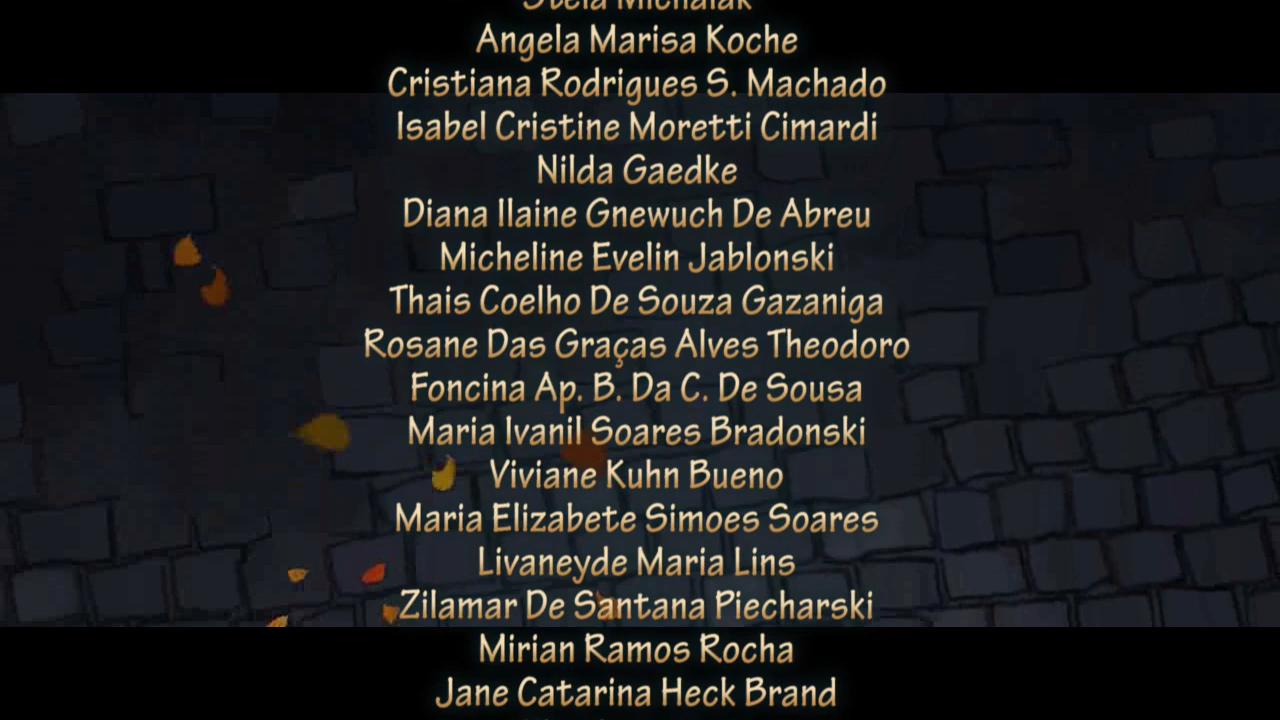 Stela Michalak
Angela Marisa Koche
Cristiana Rodrigues S. Machado
Isabel Cristine Moretti Cimardi
Nilda Gaedke
Diana Ilaine Gnewuch De Abreu
Micheline Evelin Jablonski
Thais Coelho De Souza Gazaniga
Rosane Das Graças Alves Theodoro
Foncina Ap. B. Da C. De Sousa
Maria Ivanil Soares Bradonski
Viviane Kuhn Bueno
Maria Elizabete Simoes Soares
Livaneyde Maria Lins
Zilamar De Santana Piecharski
Mirian Ramos Rocha
Jane Catarina Heck Brand